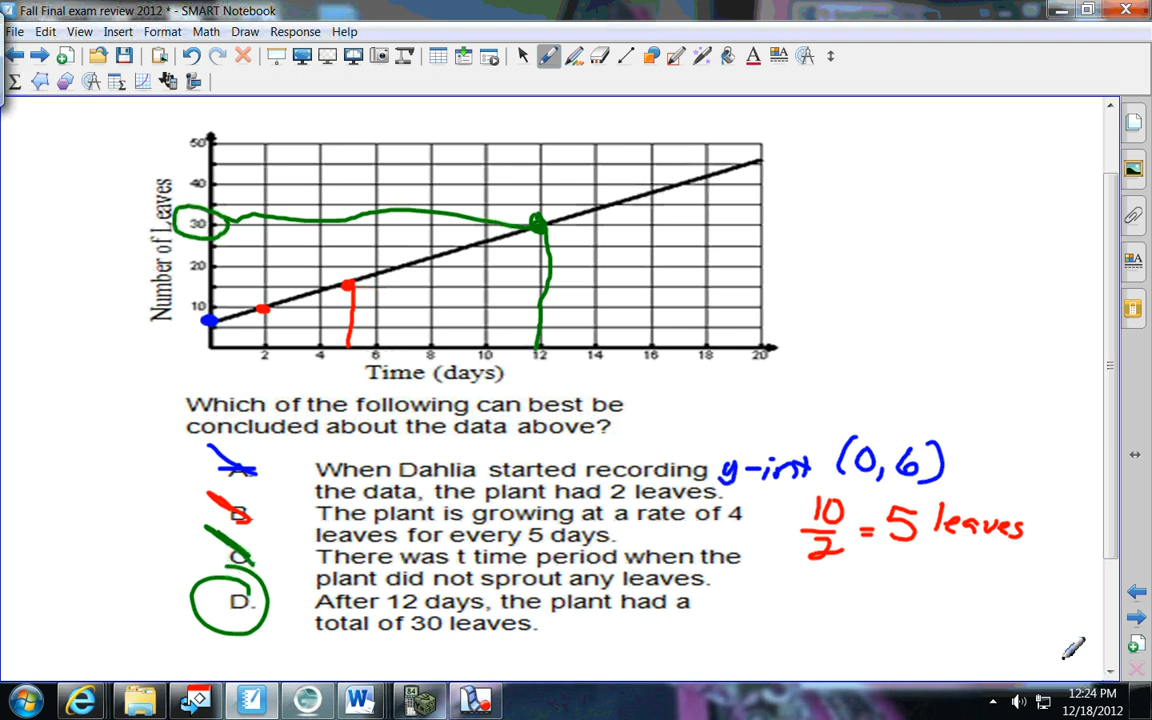 Fall Final exam review 2012 * - SMART Notebook
File Edit View Insert Format Math Draw Response Help
50
40
30
20
10
Number of Leaves
2 4 6 8 10 12 14 16 18 20
Time (days)
Which of the following can best be
concluded about the data above?
A. When Dahlia started recording y-int (0,6)
the data, the plant had 2 leaves.
B. The plant is growing at a rate of 4
leaves for every 5 days.
10/2 = 5 leaves
C. There was t time period when the
plant did not sprout any leaves.
D. After 12 days, the plant had a
total of 30 leaves.
12:24 PM
12/18/2012